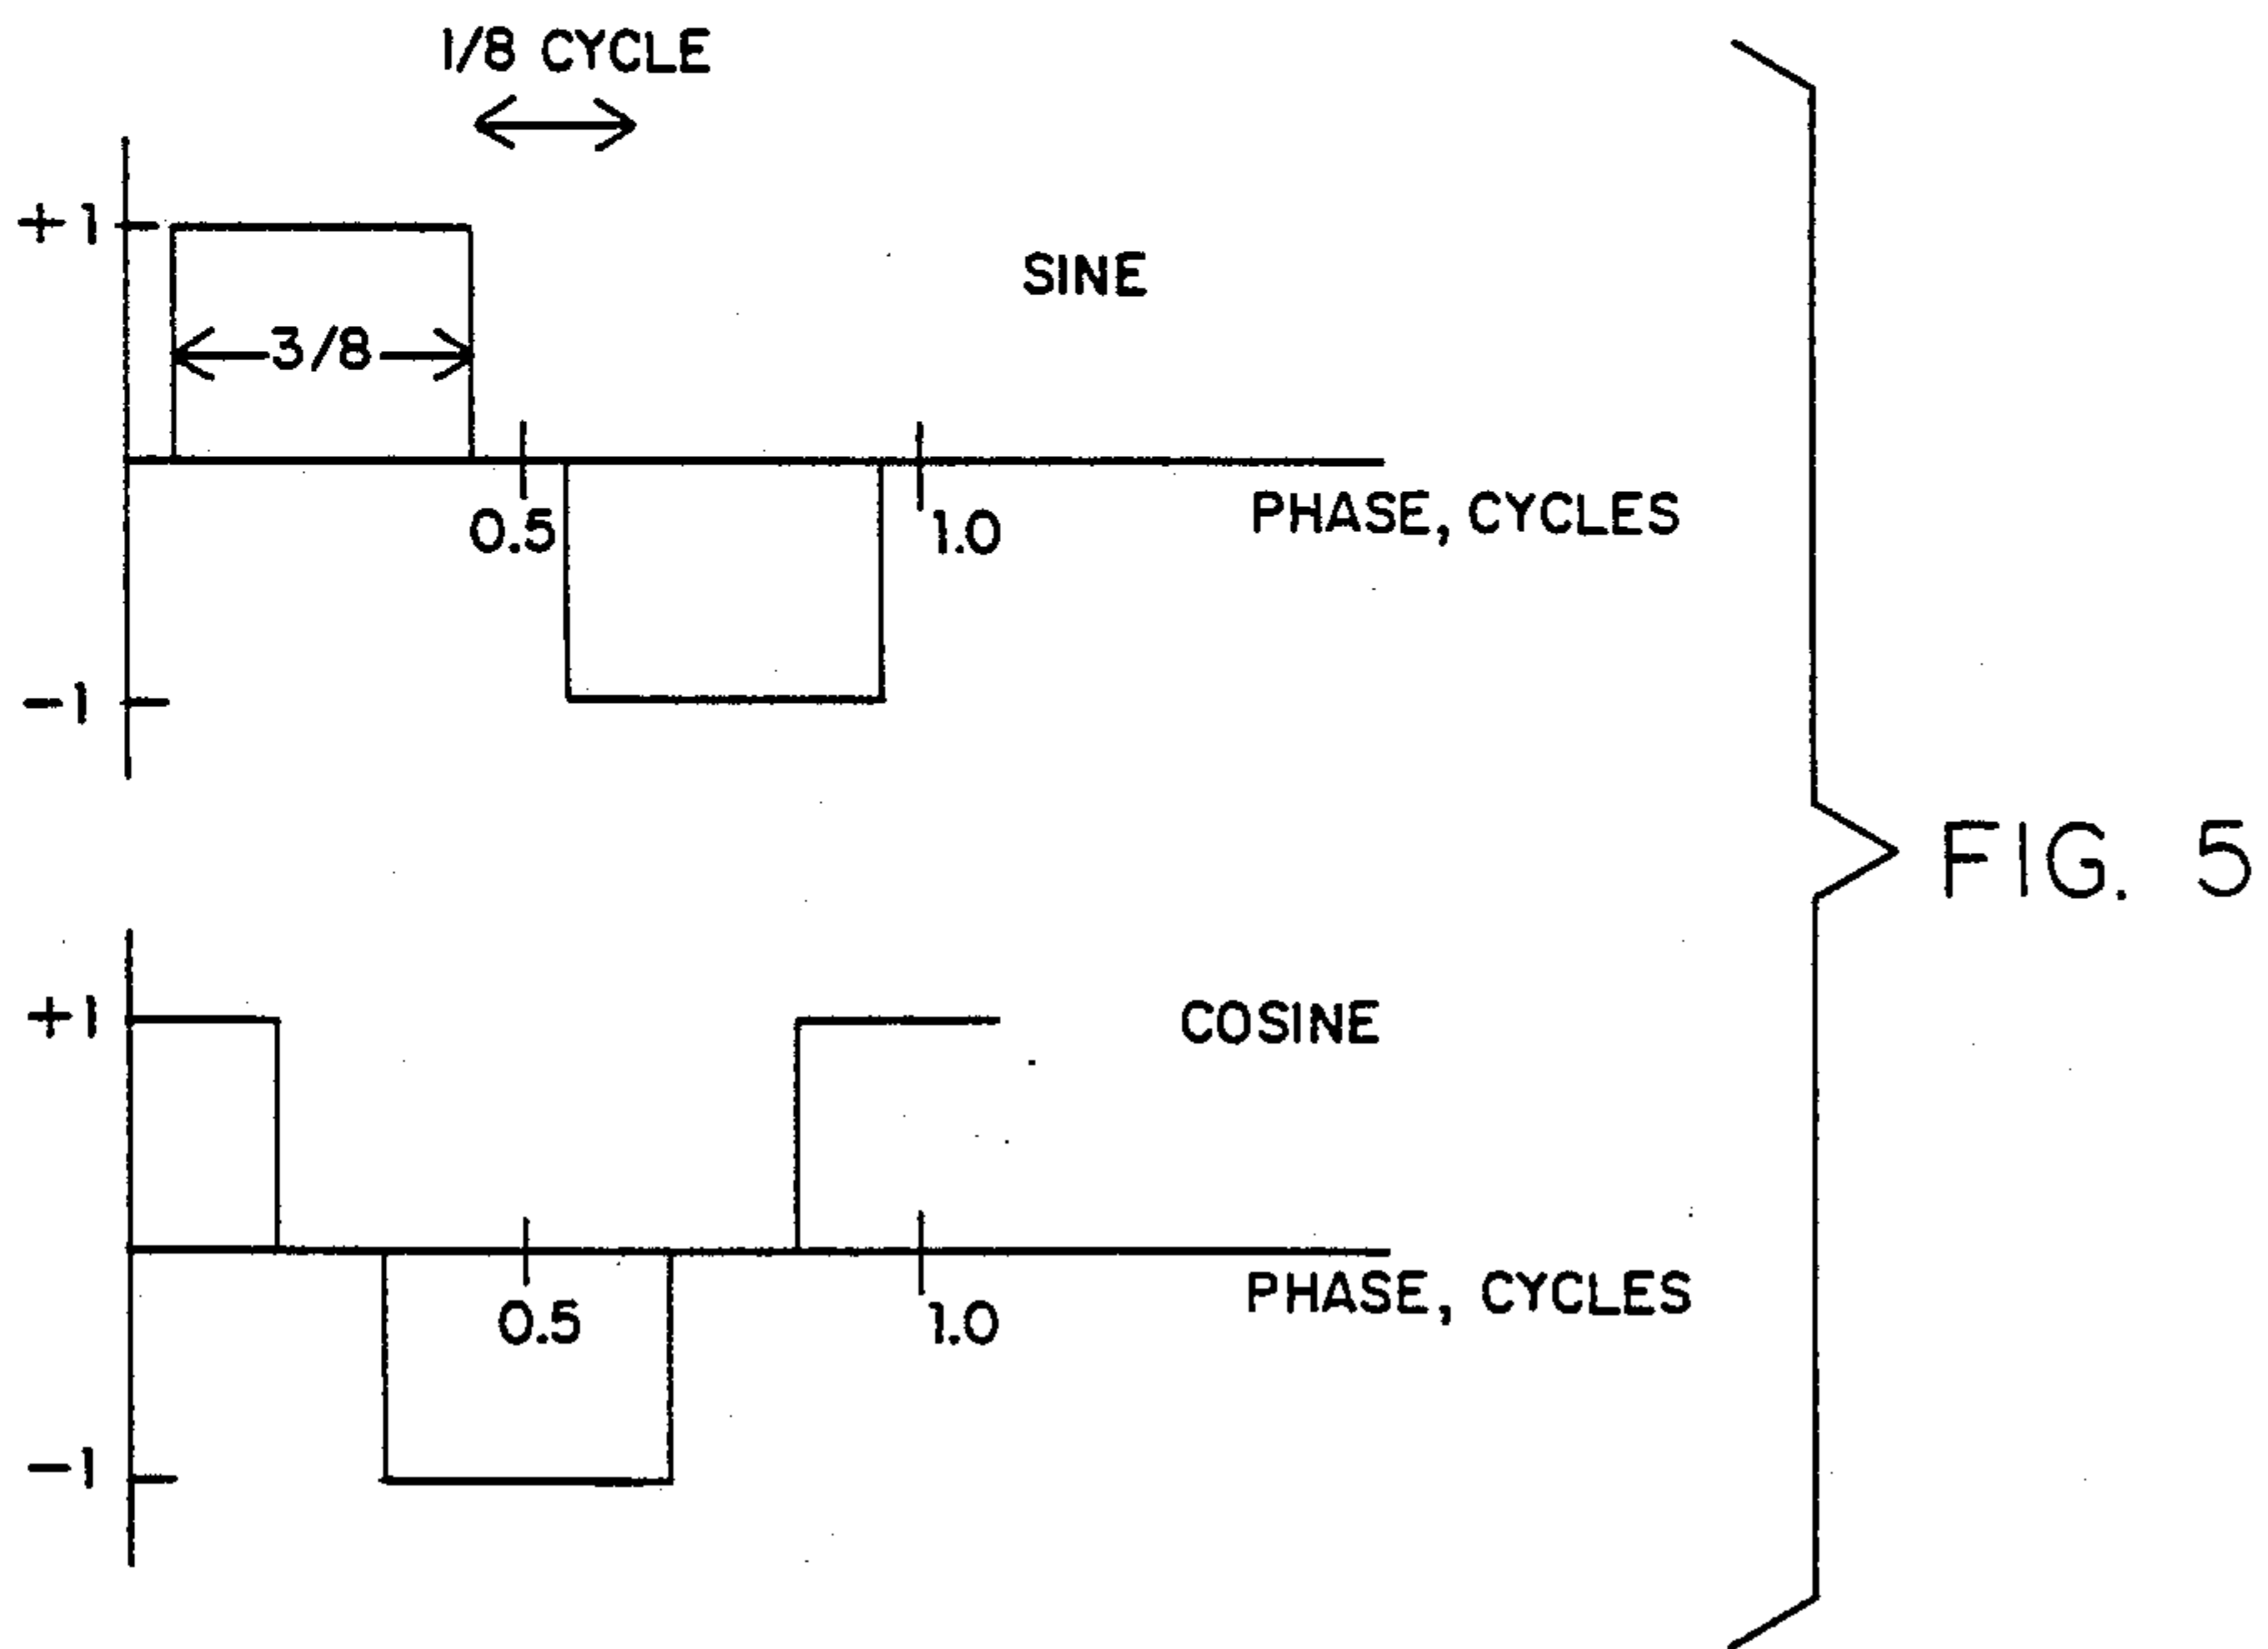 1/8 CYCLE
+1
SINE
3/8
0.5
1.0
PHASE, CYCLES
-1
FIG. 5
+1
COSINE
0.5
1.0
PHASE, CYCLES
-1